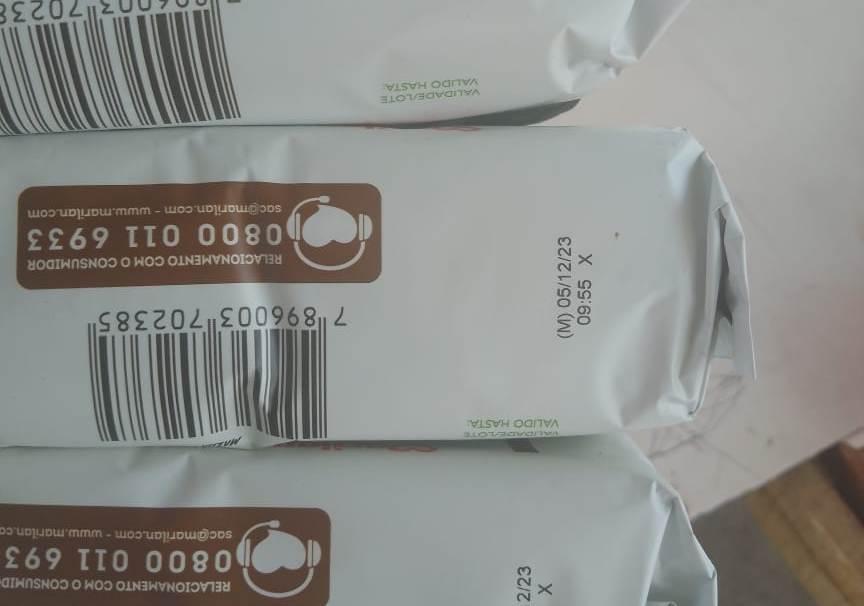 7 896003 70238
VALIDADE/LOTE
VALIDO HASTA:
RELACIONAMENTO COM O CONSUMIDOR
0800 011 6933
sac@marilan.com - www.marilan.com
7 896003 702385
(M) 05/12/23
09:55 X
VALIDADE/LOTE
VALIDO HASTA:
RELACIONAMENTO COM O CONSUMID
0800 011 693
sac@marilan.com - www.marilan.co
2/23
X